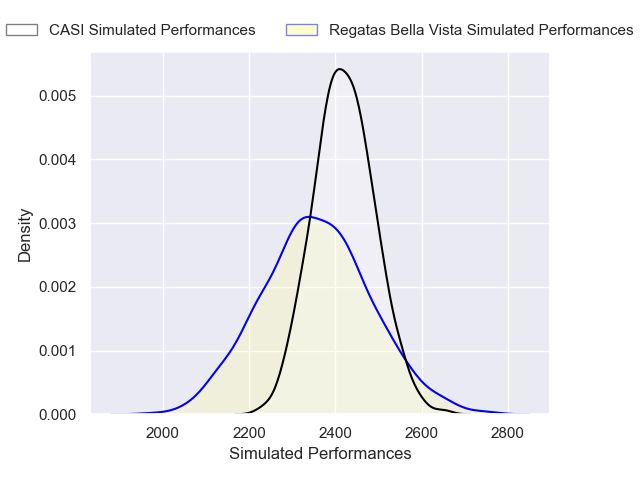 CASI Simulated Performances
Regatas Bella Vista Simulated Performances
0.005
0.004
0.003
0.002
0.001
0.000
Density
2000 2200 2400 2600 2800
Simulated Performances